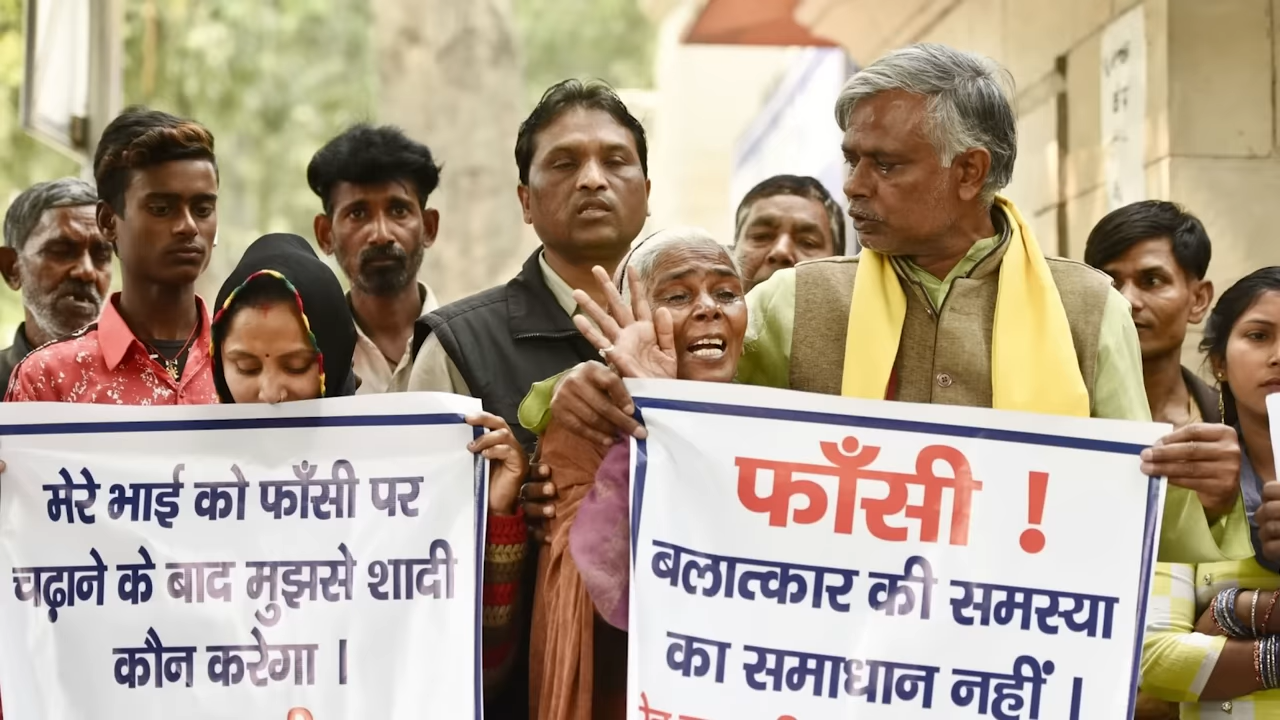 मेरे भाई को फाँसी पर
चढ़ाने के बाद मुझसे शादी
कौन करेगा ।
फाँसी !
बलात्कार की समस्या
का समाधान नहीं ।